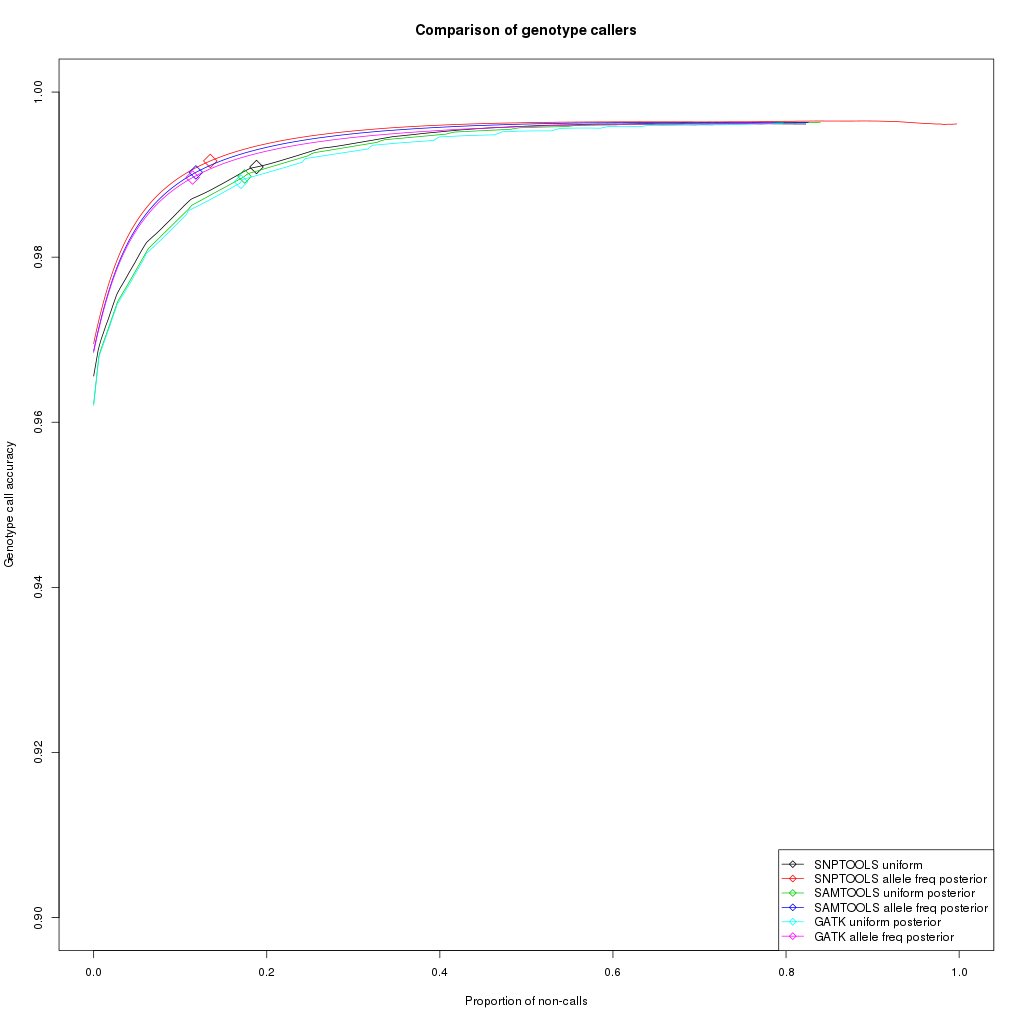 Comparison of genotype callers
Genotype call accuracy
1.00
0.98
0.96
0.94
0.92
0.90
0.0 0.2 0.4 0.6 0.8 1.0
Proportion of non-calls
SNPTOOLS uniform
SNPTOOLS allele freq posterior
SAMTOOLS uniform posterior
SAMTOOLS allele freq posterior
GATK uniform posterior
GATK allele freq posterior